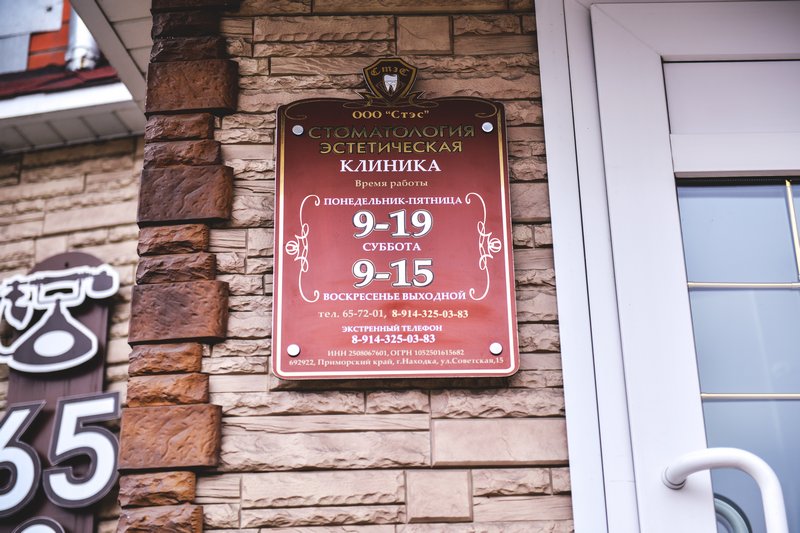 СтэС
ООО "Стэс"
СТОМАТОЛОГИЯ
ЭСТЕТИЧЕСКАЯ
КЛИНИКА
Время работы
ПОНЕДЕЛЬНИК-ПЯТНИЦА
9-19
СУББОТА
9-15
ВОСКРЕСЕНЬЕ ВЫХОДНОЙ
тел. 65-72-01, 8-914-325-03-83
ЭКСТРЕННЫЙ ТЕЛЕФОН
8-914-325-03-83
ИНН 2508067601, ОГРН 1052501615682
692922, Приморский край, г.Находка, ул.Советская,15
65